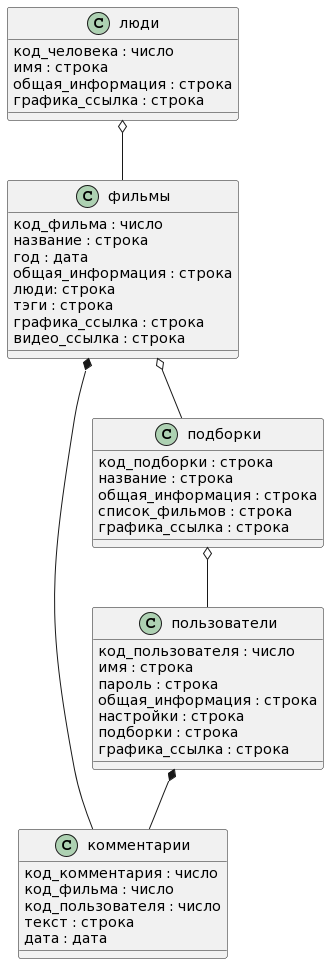 C люди
код_человека : число
имя : строка
общая_информация : строка
графика_ссылка : строка
C фильмы
код_фильма : число
название : строка
год : дата
общая_информация : строка
люди: строка
тэги : строка
графика_ссылка : строка
видео_ссылка : строка
C подборки
код_подборки : строка
название : строка
общая_информация : строка
список_фильмов : строка
графика_ссылка : строка
C пользователи
код_пользователя : число
имя : строка
пароль : строка
общая_информация : строка
настройки : строка
подборки : строка
графика_ссылка : строка
C комментарии
код_комментария : число
код_фильма : число
код_пользователя : число
текст : строка
дата : дата